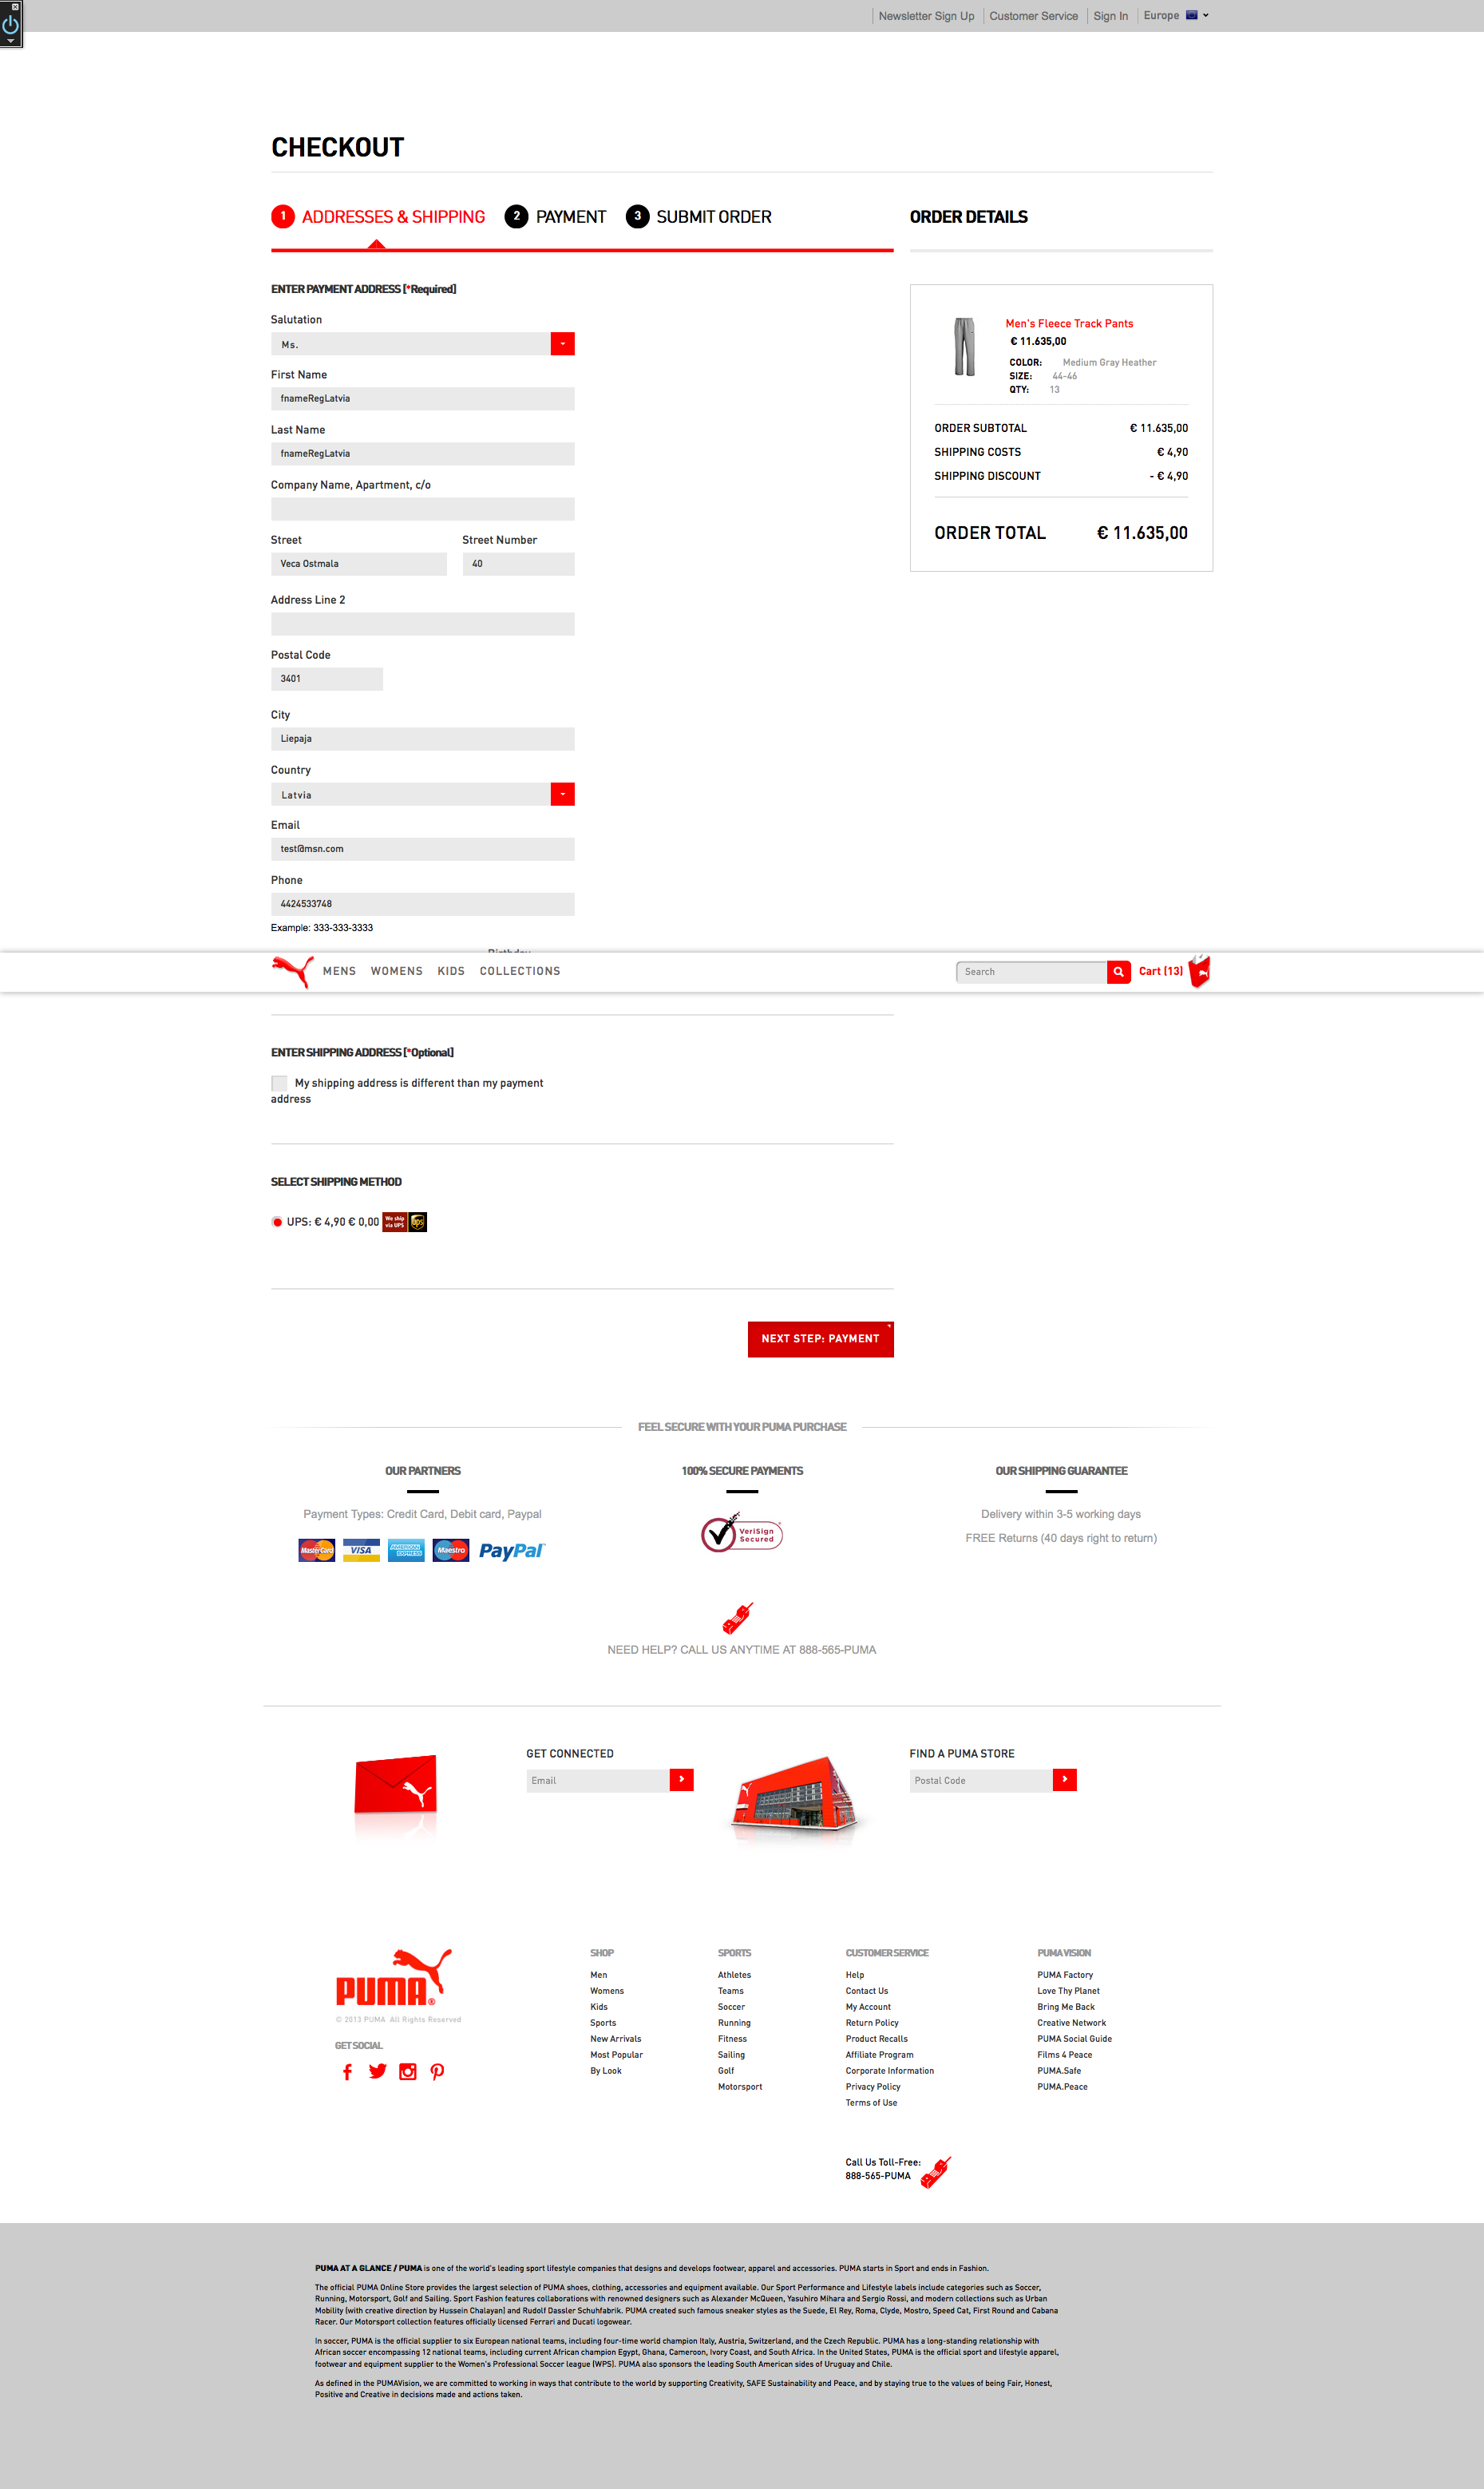 Newsletter Sign Up
Customer Service
Sign In
Europe
CHECKOUT
1 ADDRESSES & SHIPPING
2 PAYMENT
3 SUBMIT ORDER
ORDER DETAILS
ENTER PAYMENT ADDRESS [*Required]
Salutation
Ms.
First Name
fnameRegLatvia
Last Name
fnameRegLatvia
Company Name, Apartment, c/o
Street
Street Number
Veca Ostmala
40
Address Line 2
Postal Code
3401
City
Liepaja
Country
Latvia
Email
test@msn.com
Phone
4424533748
Example: 333-333-3333
Men's Fleece Track Pants
€ 11.635,00
COLOR: Medium Gray Heather
SIZE: 44-46
QTY: 13
ORDER SUBTOTAL € 11.635,00
SHIPPING COSTS € 4,90
SHIPPING DISCOUNT - € 4,90
ORDER TOTAL € 11.635,00
MENS
WOMENS
KIDS
COLLECTIONS
Search
Cart (13)
ENTER SHIPPING ADDRESS [*Optional]
My shipping address is different than my payment
address
SELECT SHIPPING METHOD
UPS: € 4,90 € 0,00
We ship
via UPS
ups
NEXT STEP: PAYMENT
FEEL SECURE WITH YOUR PUMA PURCHASE
OUR PARTNERS
Payment Types: Credit Card, Debit card, Paypal
MasterCard
VISA
AMERICAN
EXPRESS
Maestro
PayPal
100% SECURE PAYMENTS
VeriSign
Secured
OUR SHIPPING GUARANTEE
Delivery within 3-5 working days
FREE Returns (40 days right to return)
NEED HELP? CALL US ANYTIME AT 888-565-PUMA
GET CONNECTED
Email
FIND A PUMA STORE
Postal Code
PUMA®
© 2013 PUMA All Rights Reserved
GET SOCIAL
SHOP
Men
Womens
Kids
Sports
New Arrivals
Most Popular
By Look
SPORTS
Athletes
Teams
Soccer
Running
Fitness
Sailing
Golf
Motorsport
CUSTOMER SERVICE
Help
Contact Us
My Account
Return Policy
Product Recalls
Affiliate Program
Corporate Information
Privacy Policy
Terms of Use
PUMA VISION
PUMA Factory
Love Thy Planet
Bring Me Back
Creative Network
PUMA Social Guide
Films 4 Peace
PUMA.Safe
PUMA.Peace
Call Us Toll-Free:
888-565-PUMA
PUMA AT A GLANCE / PUMA is one of the world's leading sport lifestyle companies that designs and develops footwear, apparel and accessories. PUMA starts in Sport and ends in Fashion.
The official PUMA Online Store provides the largest selection of PUMA shoes, clothing, accessories and equipment available. Our Sport Performance and Lifestyle labels include categories such as Soccer,
Running, Motorsport, Golf and Sailing. Sport Fashion features collaborations with renowned designers such as Alexander McQueen, Yasuhiro Mihara and Sergio Rossi, and modern collections such as Urban
Mobility (with creative direction by Hussein Chalayan) and Rudolf Dassler Schuhfabrik. PUMA created such famous sneaker styles as the Suede, El Rey, Roma, Clyde, Mostro, Speed Cat, First Round and Cabana
Racer. Our Motorsport collection features officially licensed Ferrari and Ducati logowear.
In soccer, PUMA is the official supplier to six European national teams, including four-time world champion Italy, Austria, Switzerland, and the Czech Republic. PUMA has a long-standing relationship with
African soccer encompassing 12 national teams, including current African champion Egypt, Ghana, Cameroon, Ivory Coast, and South Africa. In the United States, PUMA is the official sport and lifestyle apparel,
footwear and equipment supplier to the Women's Professional Soccer league (WPS). PUMA also sponsors the leading South American sides of Uruguay and Chile.
As defined in the PUMAVision, we are committed to working in ways that contribute to the world by supporting Creativity, SAFE Sustainability and Peace, and by staying true to the values of being Fair, Honest,
Positive and Creative in decisions made and actions taken.